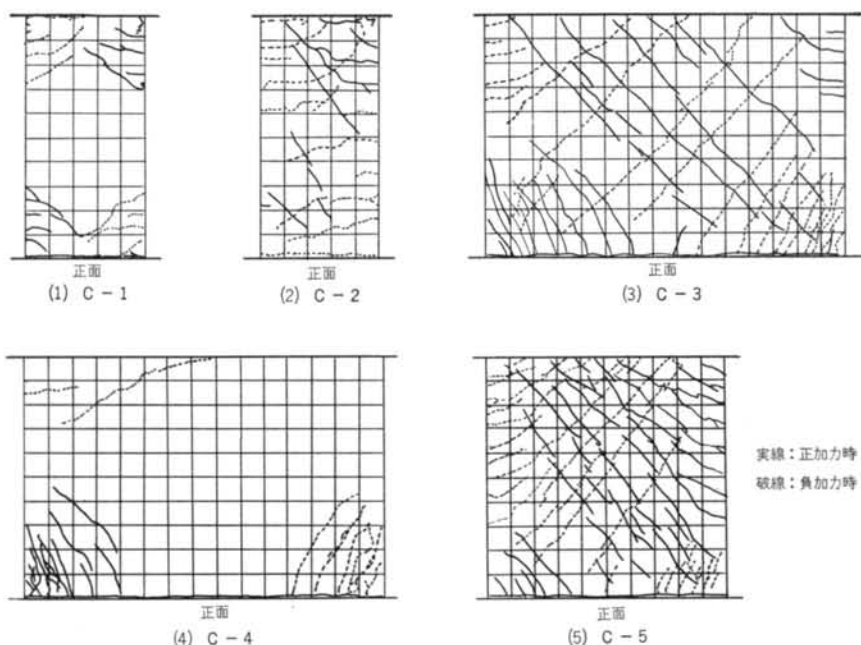 正面
(1) C-1
正面
(2) C-2
正面
(3) C-3
正面
(4) C-4
正面
(5) C-5
実線：正加力時
破線：負加力時